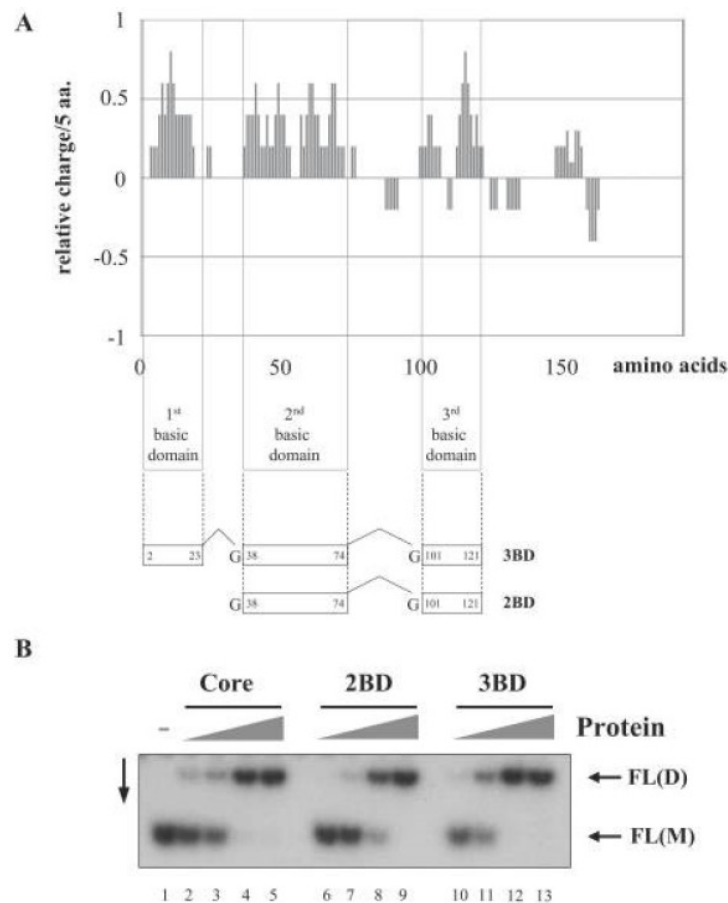 A
relative charge/5 aa.
1
0.5
0
-0.5
-1
0 50 100 150 amino acids
1st basic domain
2nd basic domain
3rd basic domain
2 23 G 38 74 G 101 121 3BD
G 38 74 G 101 121 2BD
B
Core 2BD 3BD
– Protein
FL(D)
FL(M)
1 2 3 4 5 6 7 8 9 10 11 12 13